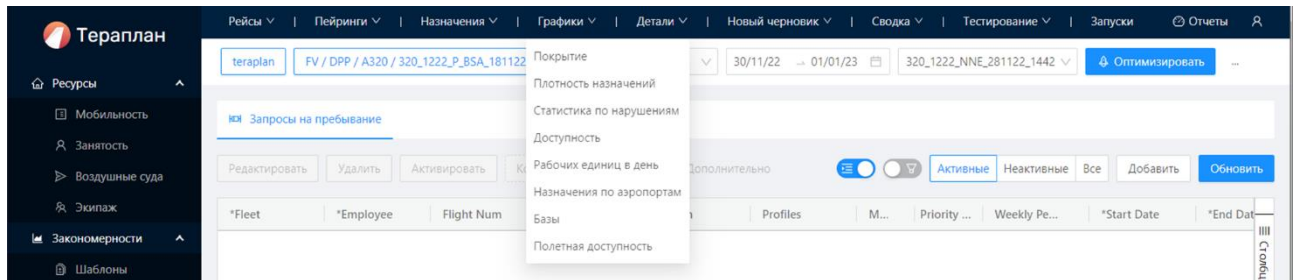 Тераплан
Рейсы | Пейринги | Назначения | Графики | Детали | Новый черновик | Сводка | Тестирование | Запуски Отчеты
teraplan FV / DPP / A320 / 320_1222_P_BSA_181122 30/11/22 → 01/01/23 320_1222_NNE_281122_1442 Оптимизировать ...
Ресурсы
Мобильность
Занятость
Воздушные суда
Экипаж
Закономерности
Шаблоны
Покрытие
Плотность назначений
Статистика по нарушениям
Доступность
Рабочих единиц в день
Назначения по аэропортам
Базы
Полетная доступность
Запросы на пребывание
Редактировать Удалить Активировать Дополнительно Активные Неактивные Все Добавить Обновить
*Fleet *Employee Flight Num Profiles M... Priority ... Weekly Pe... *Start Date *End Dat
Столбц